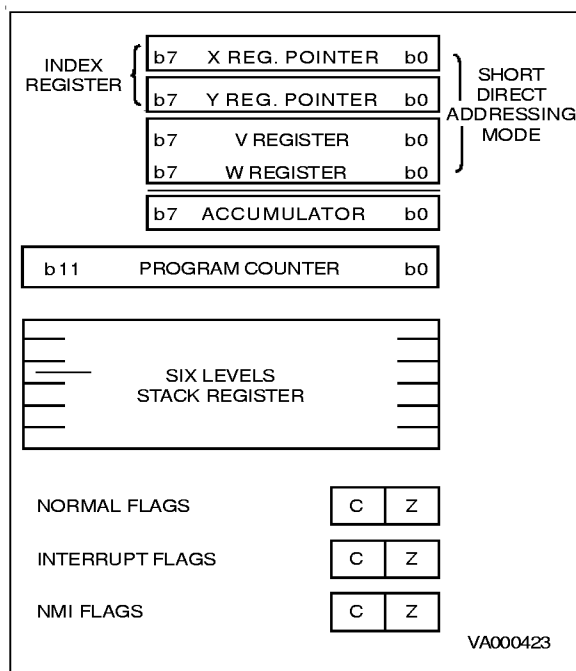 INDEX
REGISTER
b7 X REG. POINTER b0
b7 Y REG. POINTER b0
b7 V REGISTER b0
b7 W REGISTER b0
SHORT
DIRECT
ADDRESSING
MODE
b7 ACCUMULATOR b0
b11 PROGRAM COUNTER b0
SIX LEVELS
STACK REGISTER
NORMAL FLAGS C Z
INTERRUPT FLAGS C Z
NMI FLAGS C Z
VA000423